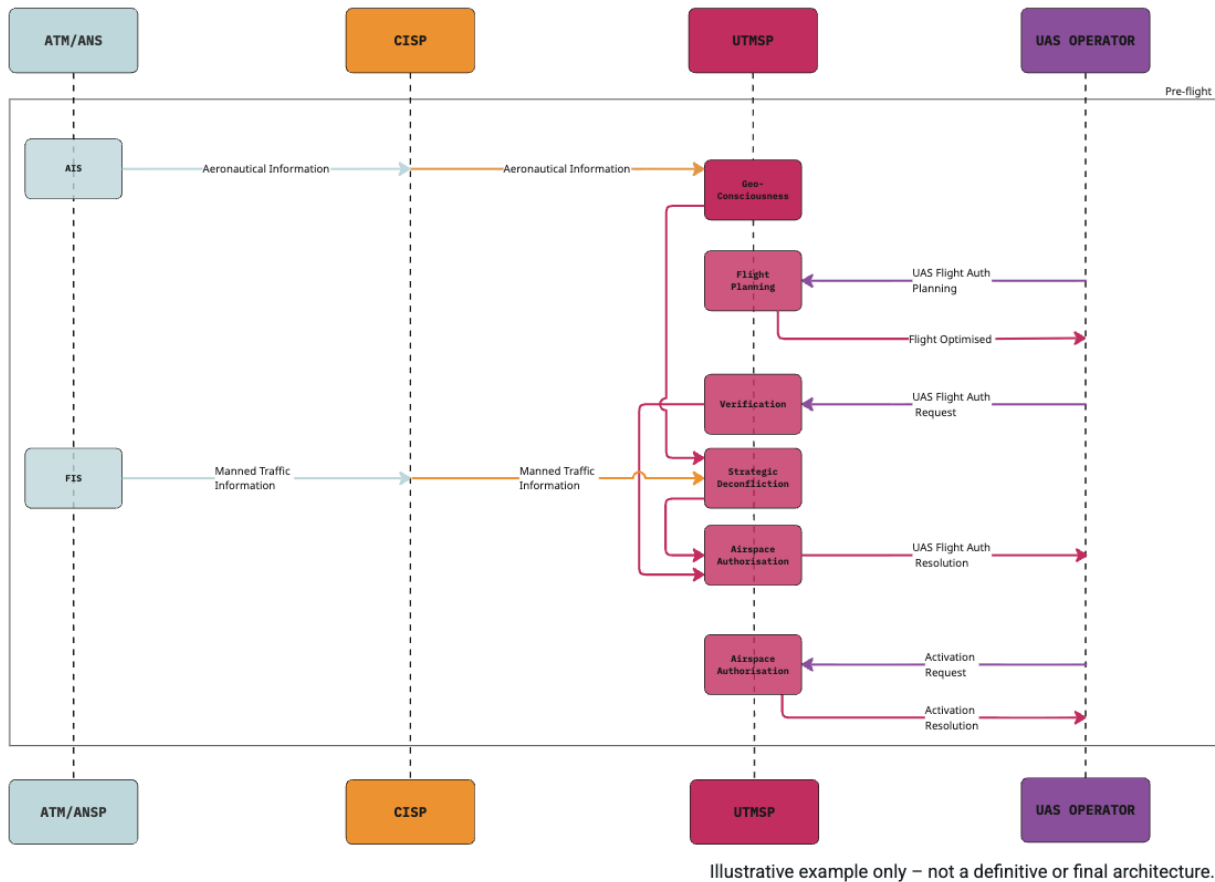 ATM/ANS
CISP
UTMSP
UAS OPERATOR
Pre-flight
AIS
Aeronautical Information
Aeronautical Information
Geo-
Consciousness
Flight
Planning
UAS Flight Auth
Planning
Flight Optimised
Verification
UAS Flight Auth
Request
FIS
Manned Traffic
Information
Manned Traffic
Information
Strategic
Deconfliction
Airspace
Authorisation
UAS Flight Auth
Resolution
Airspace
Authorisation
Activation
Request
Activation
Resolution
ATM/ANSP
CISP
UTMSP
UAS OPERATOR
Illustrative example only – not a definitive or final architecture.